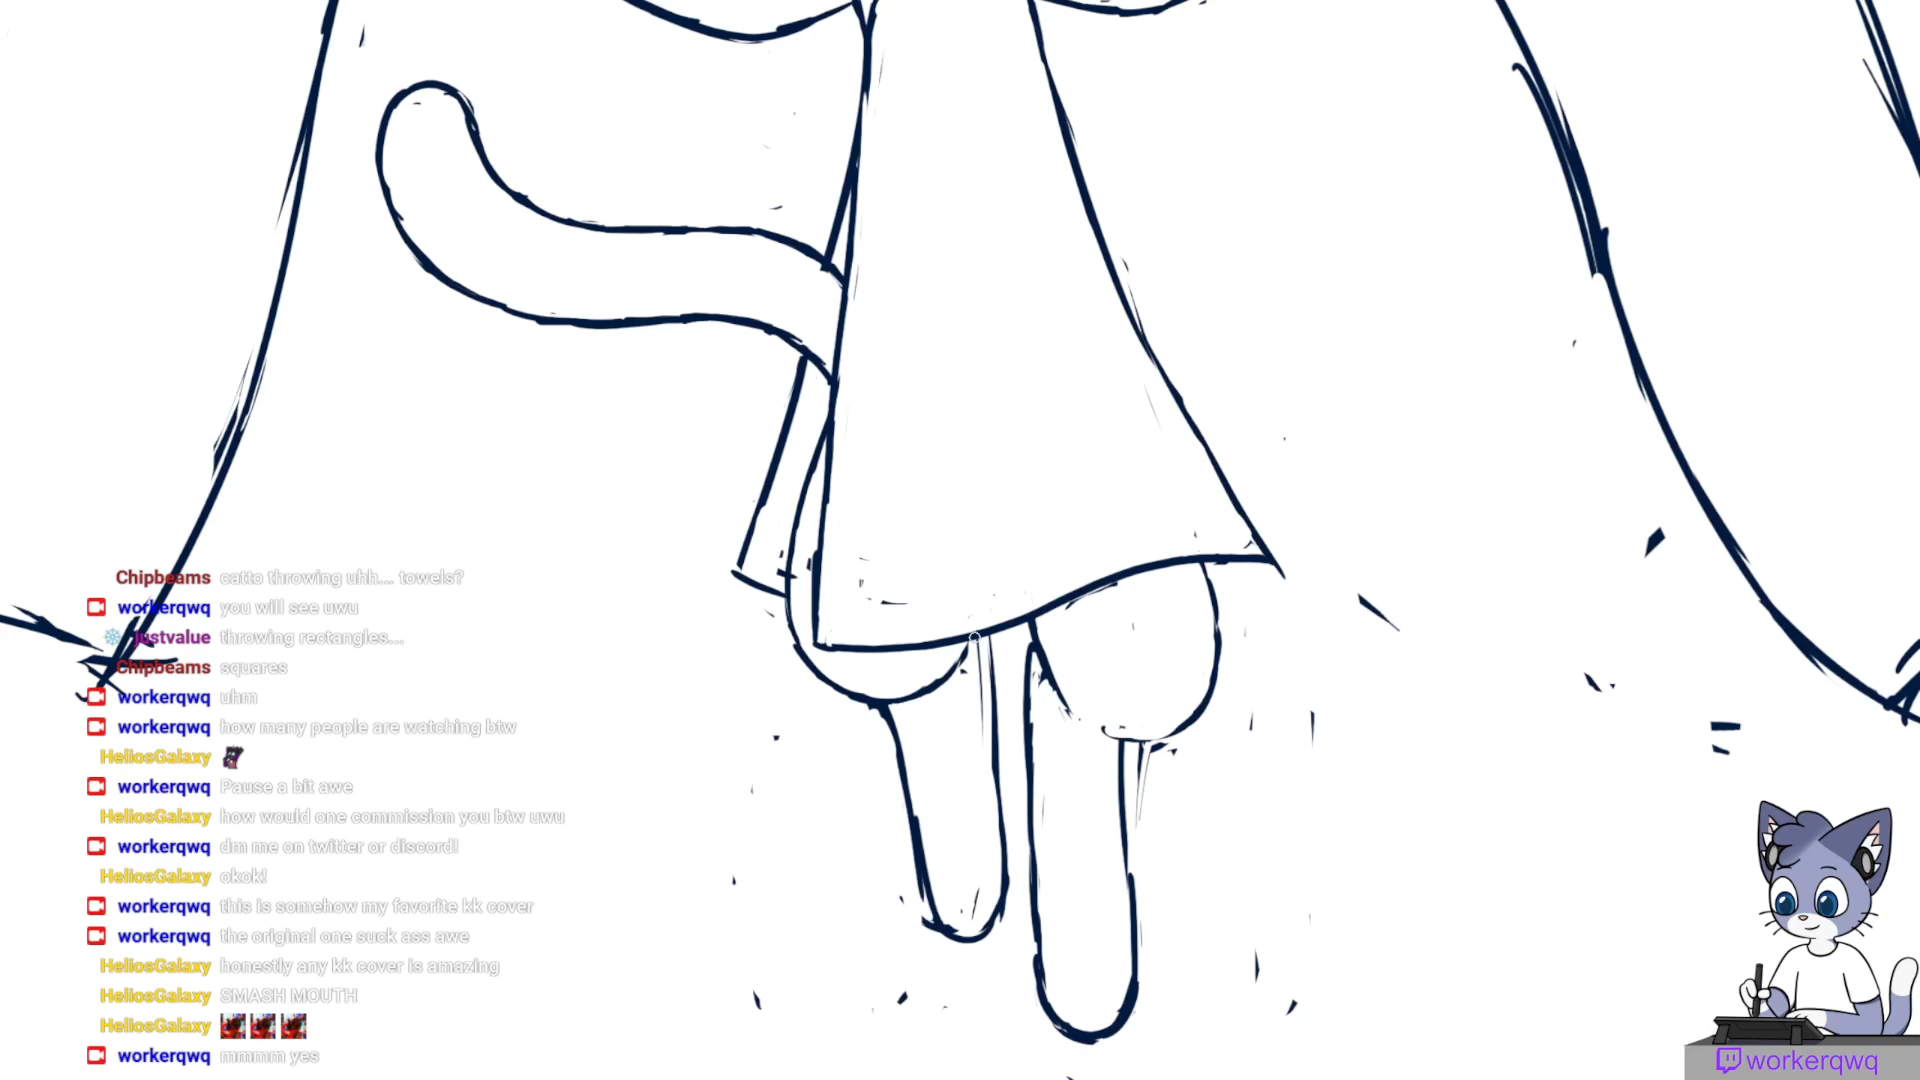 Chipbeams catto throwing uhh... towels?
workerqwq you will see uwu
justvalue throwing rectangles...
Chipbeams squares
workerqwq uhm
workerqwq how many people are watching btw
HeliosGalaxy
workerqwq Pause a bit awe
HeliosGalaxy how would one commission you btw uwu
workerqwq dm me on twitter or discord!
HeliosGalaxy okok!
workerqwq this is somehow my favorite kk cover
workerqwq the original one suck ass awe
HeliosGalaxy honestly any kk cover is amazing
HeliosGalaxy SMASH MOUTH
HeliosGalaxy
workerqwq mmmm yes
workerqwq